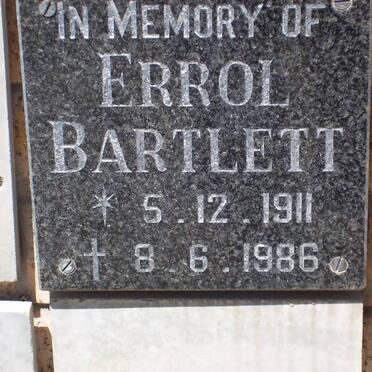 IN MEMORY OF
ERROL
BARTLETT
* 5.12.1911
† 8.6.1986